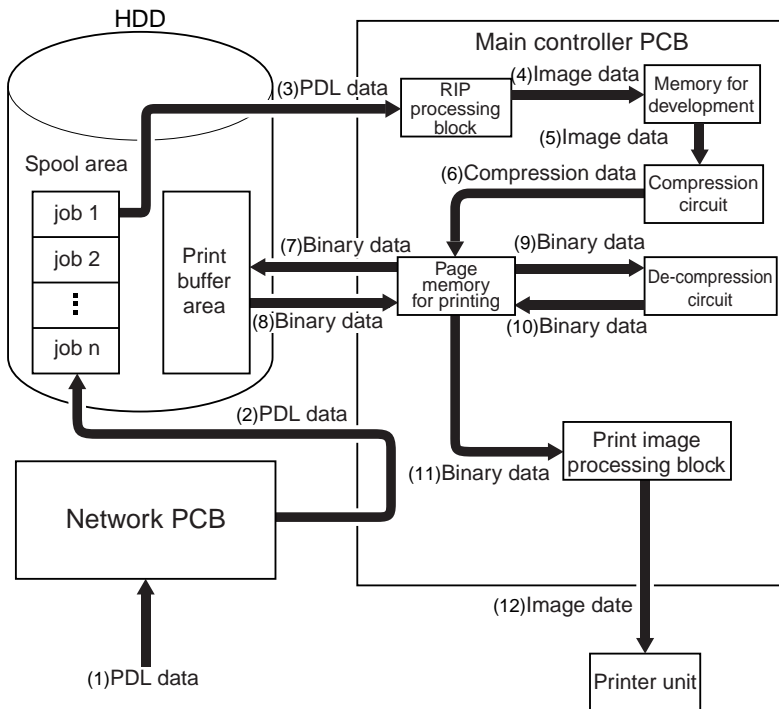 HDD
Main controller PCB
(3)PDL data
RIP
processing
block
(4)Image data
Memory for
development
(5)Image data
Spool area
(6)Compression data
Compression
circuit
job 1
job 2
job n
Print
buffer
area
(7)Binary data
(8)Binary data
Page
memory
for printing
(9)Binary data
(10)Binary data
De-compression
circuit
(2)PDL data
(11)Binary data
Print image
processing block
Network PCB
(12)Image date
(1)PDL data
Printer unit